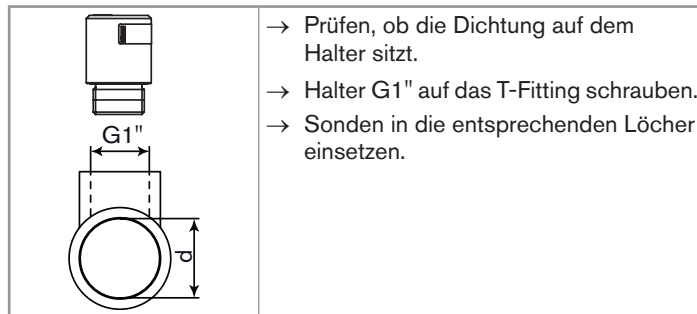 G1"
d
→ Prüfen, ob die Dichtung auf dem
Halter sitzt.
→ Halter G1" auf das T-Fitting schrauben.
→ Sonden in die entsprechenden Löcher
einsetzen.